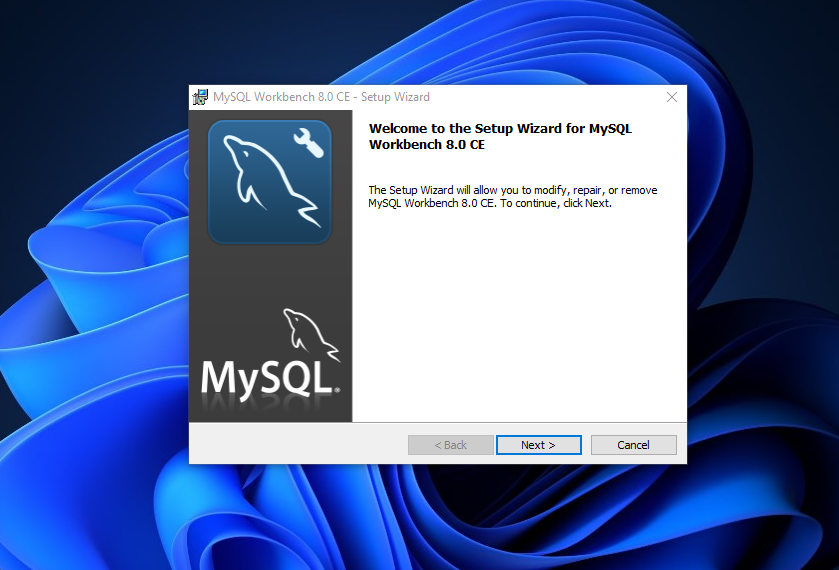 MySQL Workbench 8.0 CE - Setup Wizard
Welcome to the Setup Wizard for MySQL
Workbench 8.0 CE
The Setup Wizard will allow you to modify, repair, or remove
MySQL Workbench 8.0 CE. To continue, click Next.
MySQL®
< Back
Next >
Cancel